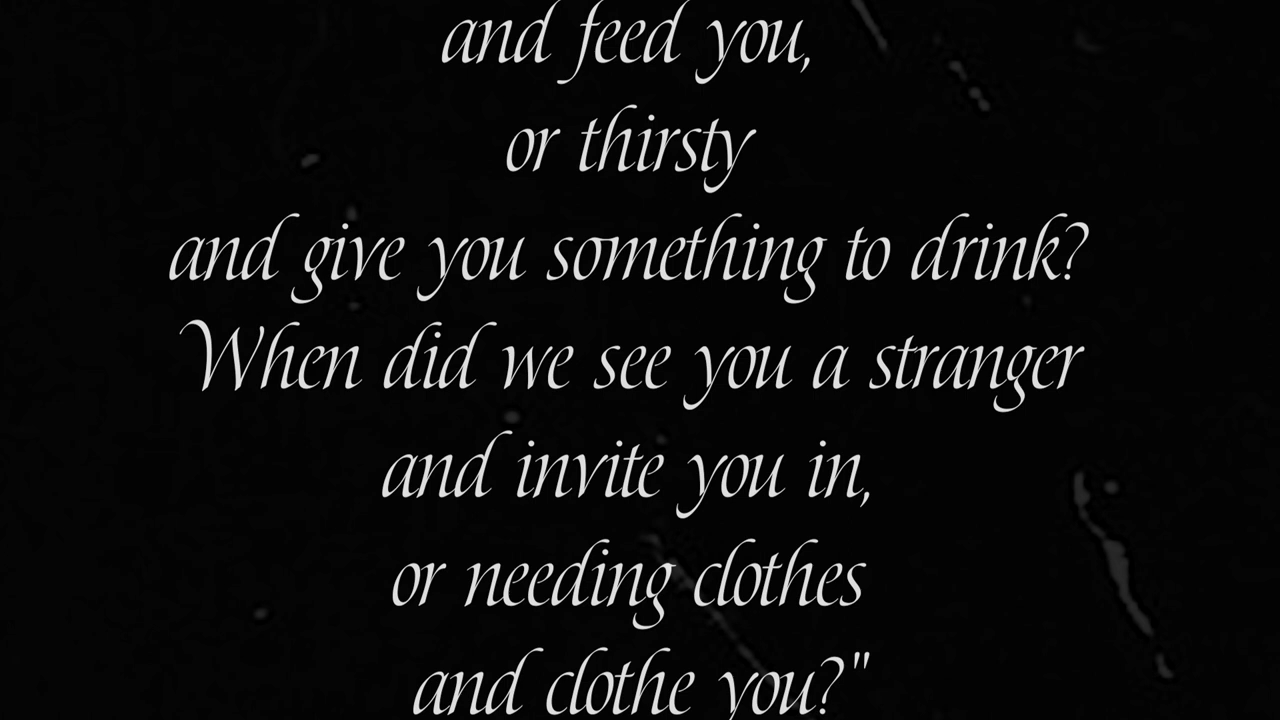 and feed you,
or thirsty
and give you something to drink?
When did we see you a stranger
and invite you in,
or needing clothes
and clothe you?"